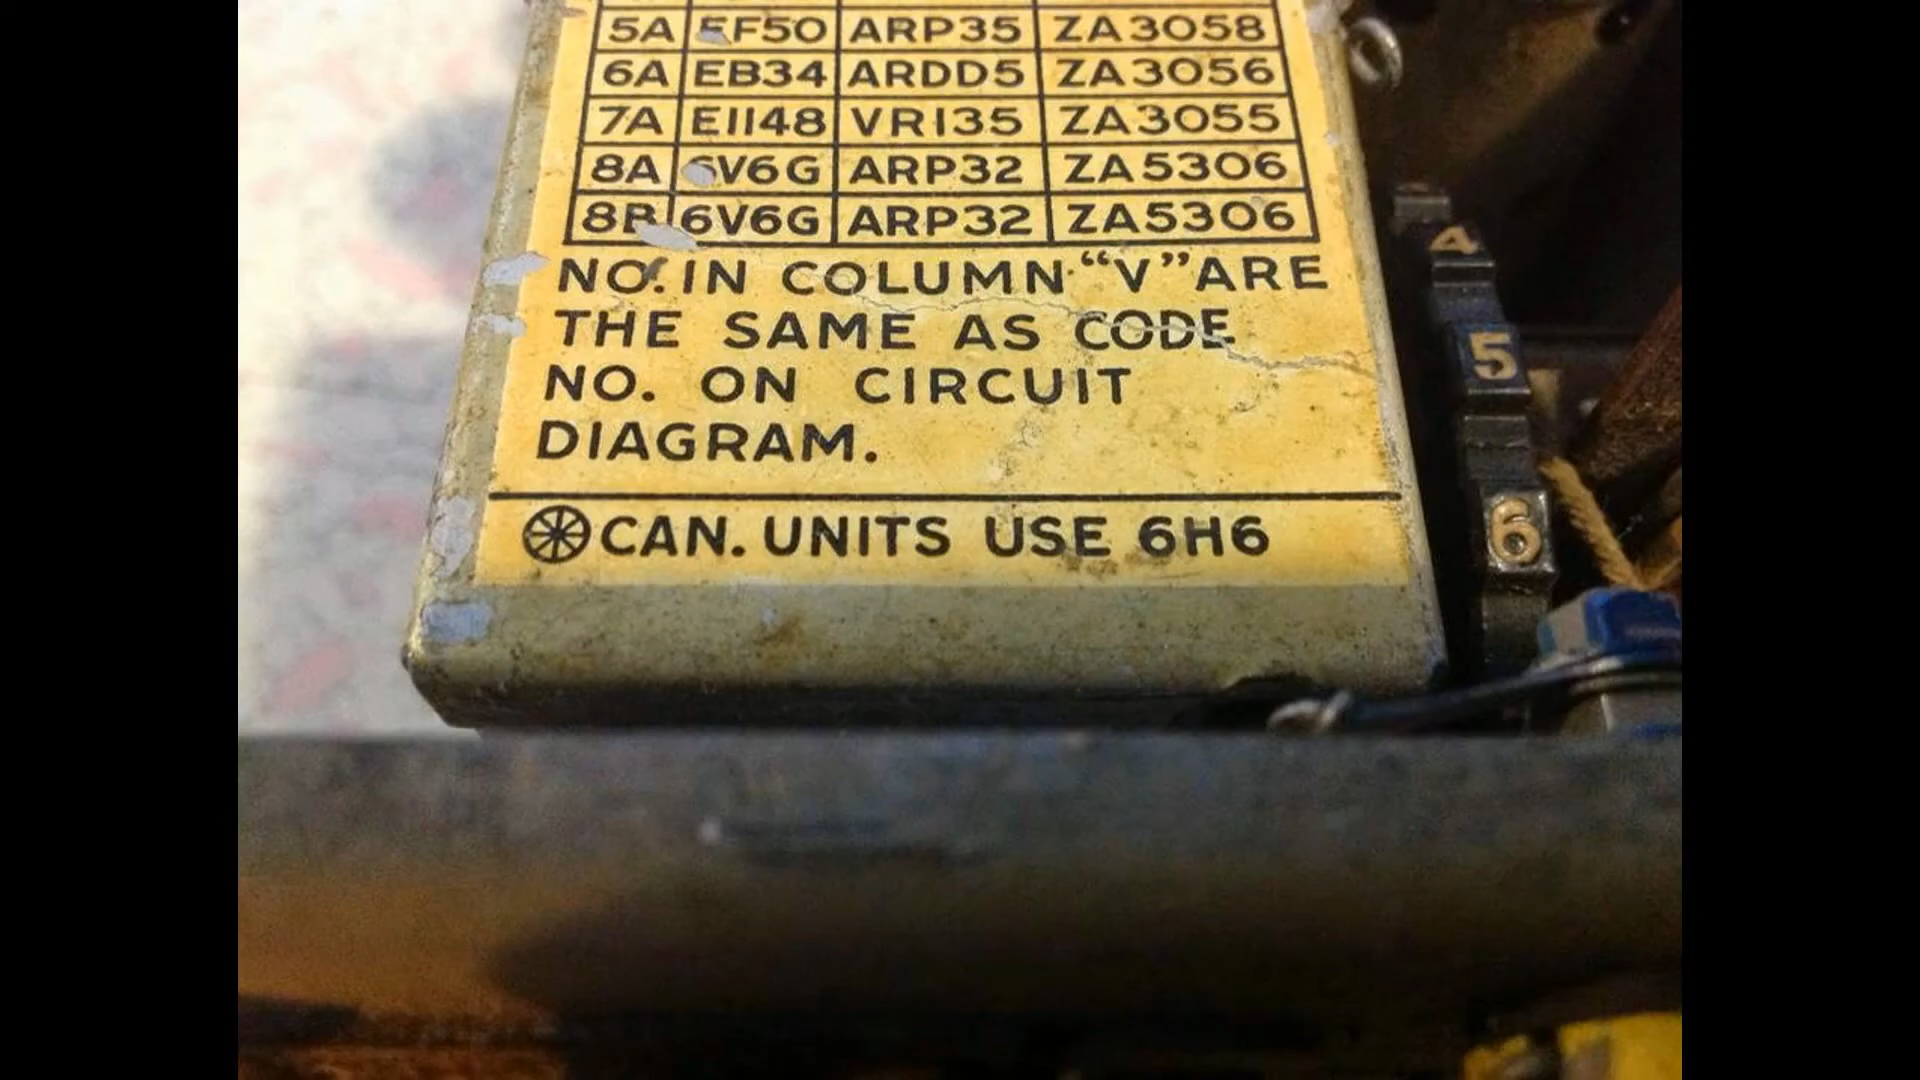 5A EF50 ARP35 ZA3058
6A EB34 ARDD5 ZA3056
7A E1148 VR135 ZA3055
8A 6V6G ARP32 ZA5306
8B 6V6G ARP32 ZA5306
NO. IN COLUMN "V" ARE
THE SAME AS CODE
NO. ON CIRCUIT
DIAGRAM.
CAN. UNITS USE 6H6
4
5
6